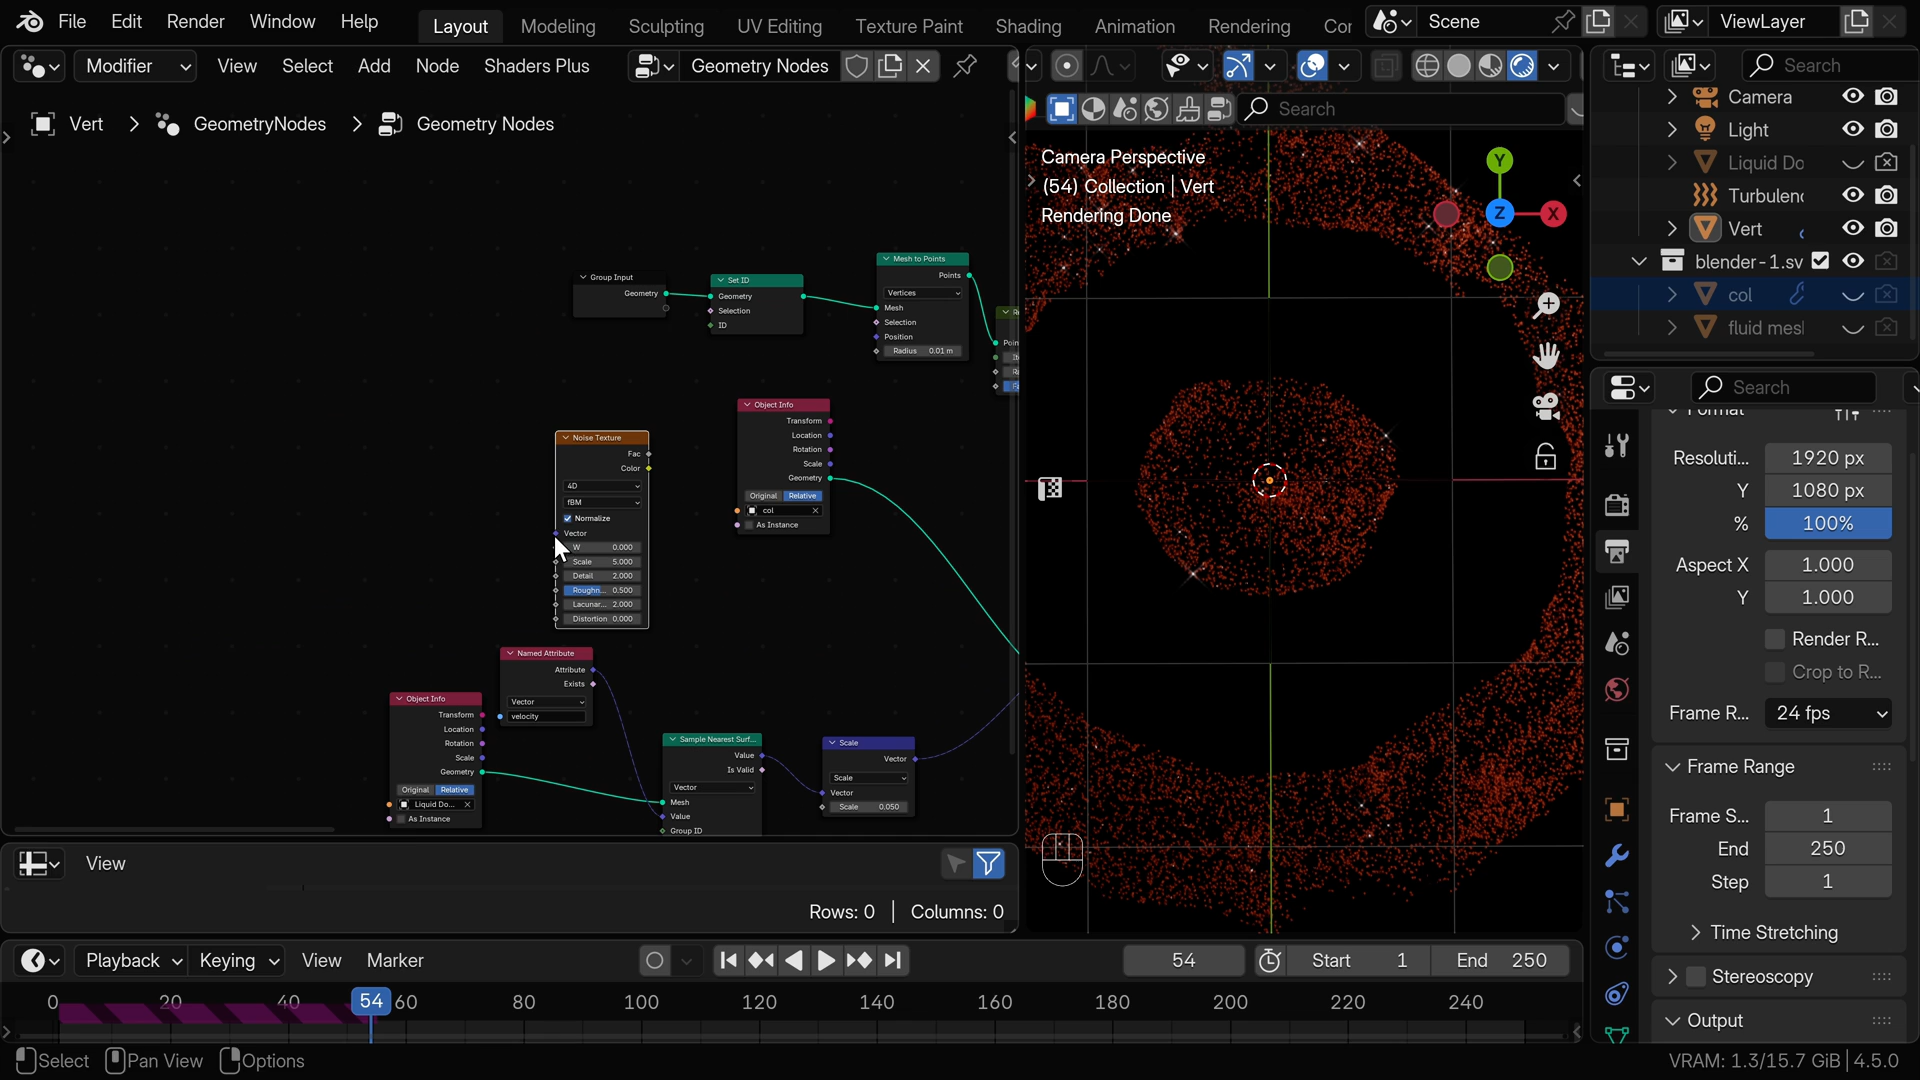 File Edit Render Window Help Layout Modeling Sculpting UV Editing Texture Paint Shading Animation Rendering Cor Scene ViewLayer
Modifier View Select Add Node Shaders Plus Geometry Nodes
Search
Search
Vert > GeometryNodes > Geometry Nodes
Camera Perspective
(54) Collection | Vert
Rendering Done
Y
X
Z
Camera
Light
Liquid Do
Turbulenc
Vert
blender-1.sv
col
fluid mesl
Group Input
Geometry
Set ID
Geometry
Selection
ID
Mesh to Points
Points
Vertices
Mesh
Selection
Position
Radius 0.01 m
Noise Texture
Fac
Color
4D
fBM
Normalize
Vector
W 0.000
Scale 5.000
Detail 2.000
Roughn... 0.500
Lacunar... 2.000
Distortion 0.000
Object Info
Transform
Location
Rotation
Scale
Geometry
Original Relative
col
As Instance
Named Attribute
Attribute
Exists
Vector
velocity
Object Info
Transform
Location
Rotation
Scale
Geometry
Original Relative
Liquid Do...
As Instance
Sample Nearest Surf...
Value
Is Valid
Vector
Mesh
Value
Group ID
Scale
Vector
Scale
Vector
Scale 0.050
Search
Format
Resoluti... 1920 px
Y 1080 px
% 100%
Aspect X 1.000
Y 1.000
Render R...
Crop to R...
Frame R... 24 fps
Frame Range
Frame S... 1
End 250
Step 1
Time Stretching
Stereoscopy
Output
View
Rows: 0 | Columns: 0
Playback Keying View Marker 54 Start 1 End 250
0 20 40 54 60 80 100 120 140 160 180 200 220 240
Select Pan View Options
VRAM: 1.3/15.7 GiB | 4.5.0